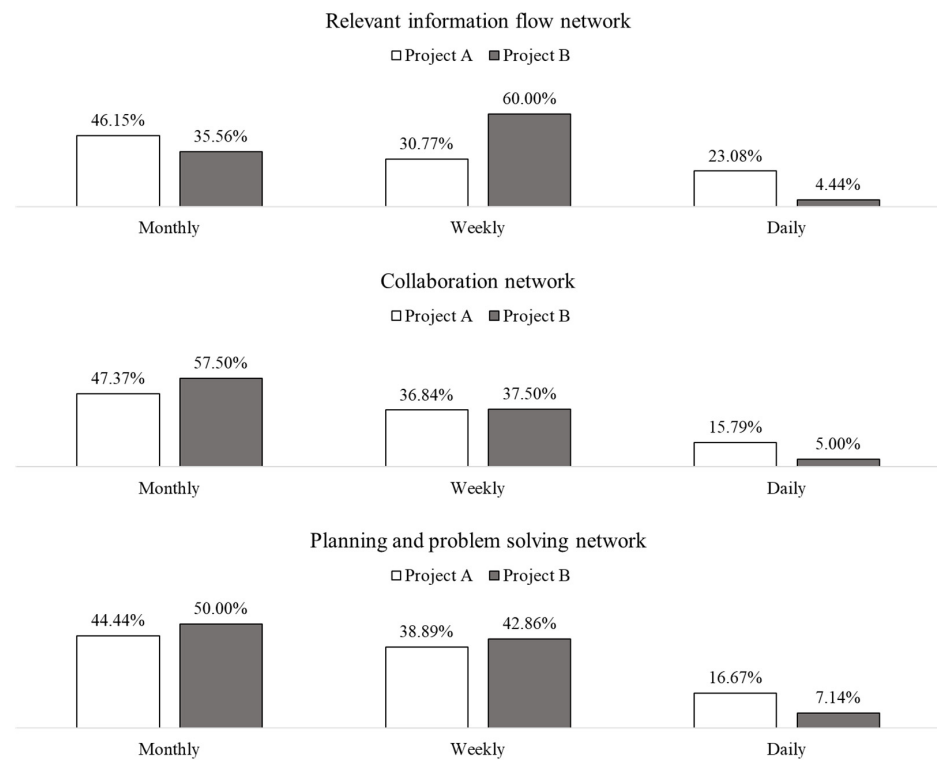 Relevant information flow network
Project A Project B
46.15% 35.56% 30.77% 60.00% 23.08% 4.44%
Monthly Weekly Daily
Collaboration network
Project A Project B
47.37% 57.50% 36.84% 37.50% 15.79% 5.00%
Monthly Weekly Daily
Planning and problem solving network
Project A Project B
44.44% 50.00% 38.89% 42.86% 16.67% 7.14%
Monthly Weekly Daily